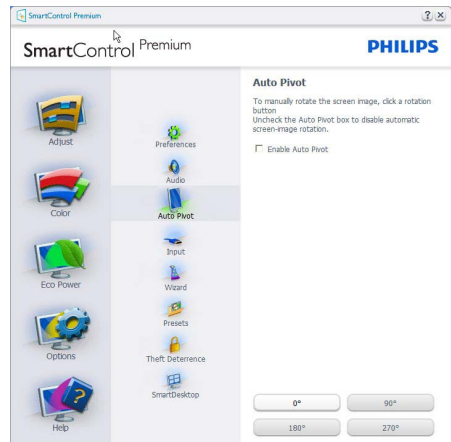 SmartControl Premium
SmartControl Premium
PHILIPS
Adjust
Color
Eco Power
Options
Help
Preferences
Audio
Auto Pivot
Input
Wizard
Presets
Theft Deterrence
SmartDesktop
Auto Pivot
To manually rotate the screen image, click a rotation
button
Uncheck the Auto Pivot box to disable automatic
screen-image rotation.
Enable Auto Pivot
0° 90°
180° 270°